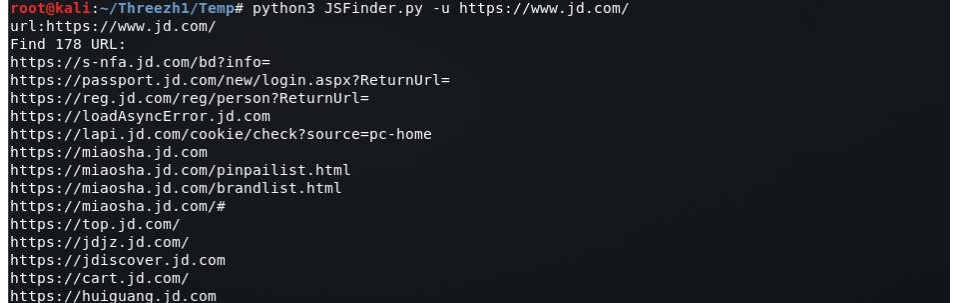 root@kali:~/Threezh1/Temp# python3 JSFinder.py -u https://www.jd.com/
url:https://www.jd.com/
Find 178 URL:
https://s-nfa.jd.com/bd?info=
https://passport.jd.com/new/login.aspx?ReturnUrl=
https://reg.jd.com/reg/person?ReturnUrl=
https://loadAsyncError.jd.com
https://lapi.jd.com/cookie/check?source=pc-home
https://miaosha.jd.com
https://miaosha.jd.com/pinpailist.html
https://miaosha.jd.com/brandlist.html
https://miaosha.jd.com/#
https://top.jd.com/
https://jdjz.jd.com/
https://jdiscover.jd.com
https://cart.jd.com/
https://huiguang.jd.com